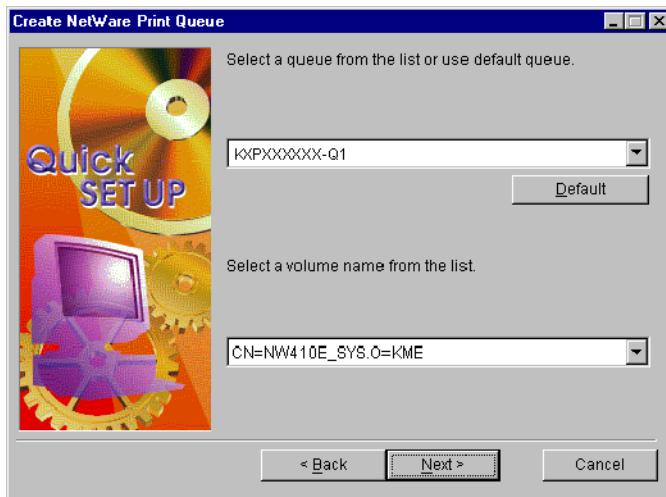 Create NetWare Print Queue
Quick
SET UP
Select a queue from the list or use default queue.
KXPXXXXXX-Q1
Default
Select a volume name from the list.
CN=NW410E_SYS.O=KME
< Back
Next >
Cancel